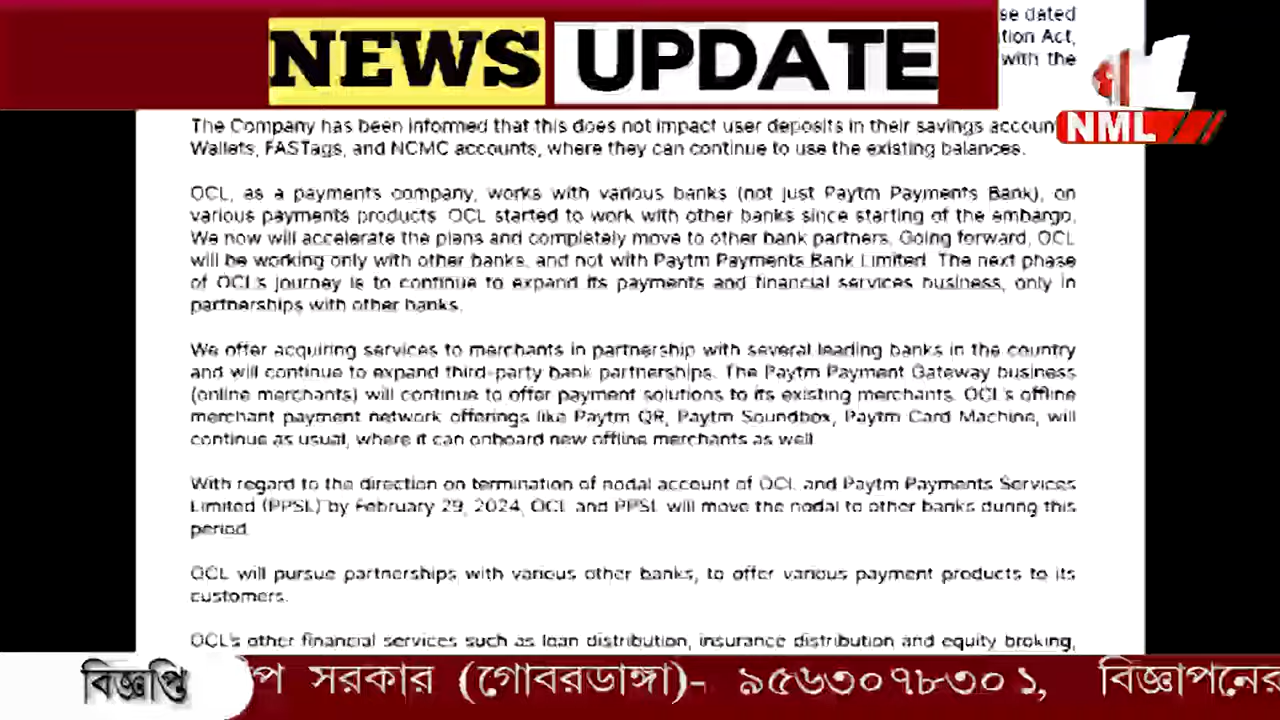 NEWS UPDATE
se dated
tion Act,
with the
NML
The Company has been informed that this does not impact user deposits in their savings accoun
Wallets, FASTags, and NCMC accounts, where they can continue to use the existing balances.
OCL, as a payments company, works with various banks (not just Paytm Payments Bank), on
various payments products. OCL started to work with other banks since starting of the embargo.
We now will accelerate the plans and completely move to other bank partners. Going forward, OCL
will be working only with other banks, and not with Paytm Payments Bank Limited. The next phase
of OCL's journey is to continue to expand its payments and financial services business, only in
partnerships with other banks.
We offer acquiring services to merchants in partnership with several leading banks in the country
and will continue to expand third-party bank partnerships. The Paytm Payment Gateway business
(online merchants) will continue to offer payment solutions to its existing merchants. OCL's offline
merchant payment network offerings like Paytm QR, Paytm Soundbox, Paytm Card Machine, will
continue as usual, where it can onboard new offline merchants as well.
With regard to the direction on termination of nodal account of OCL and Paytm Payments Services
Limited (PPSL) by February 29, 2024, OCL and PPSL will move the nodal to other banks during this
period.
OCL will pursue partnerships with various other banks, to offer various payment products to its
customers.
OCL's other financial services such as loan distribution, insurance distribution and equity broking,
বিজ্ঞপ্তি
প সরকার (গোবরডাঙ্গা)- ৯৫৬৩০৭৮৩০১, বিজ্ঞাপনের